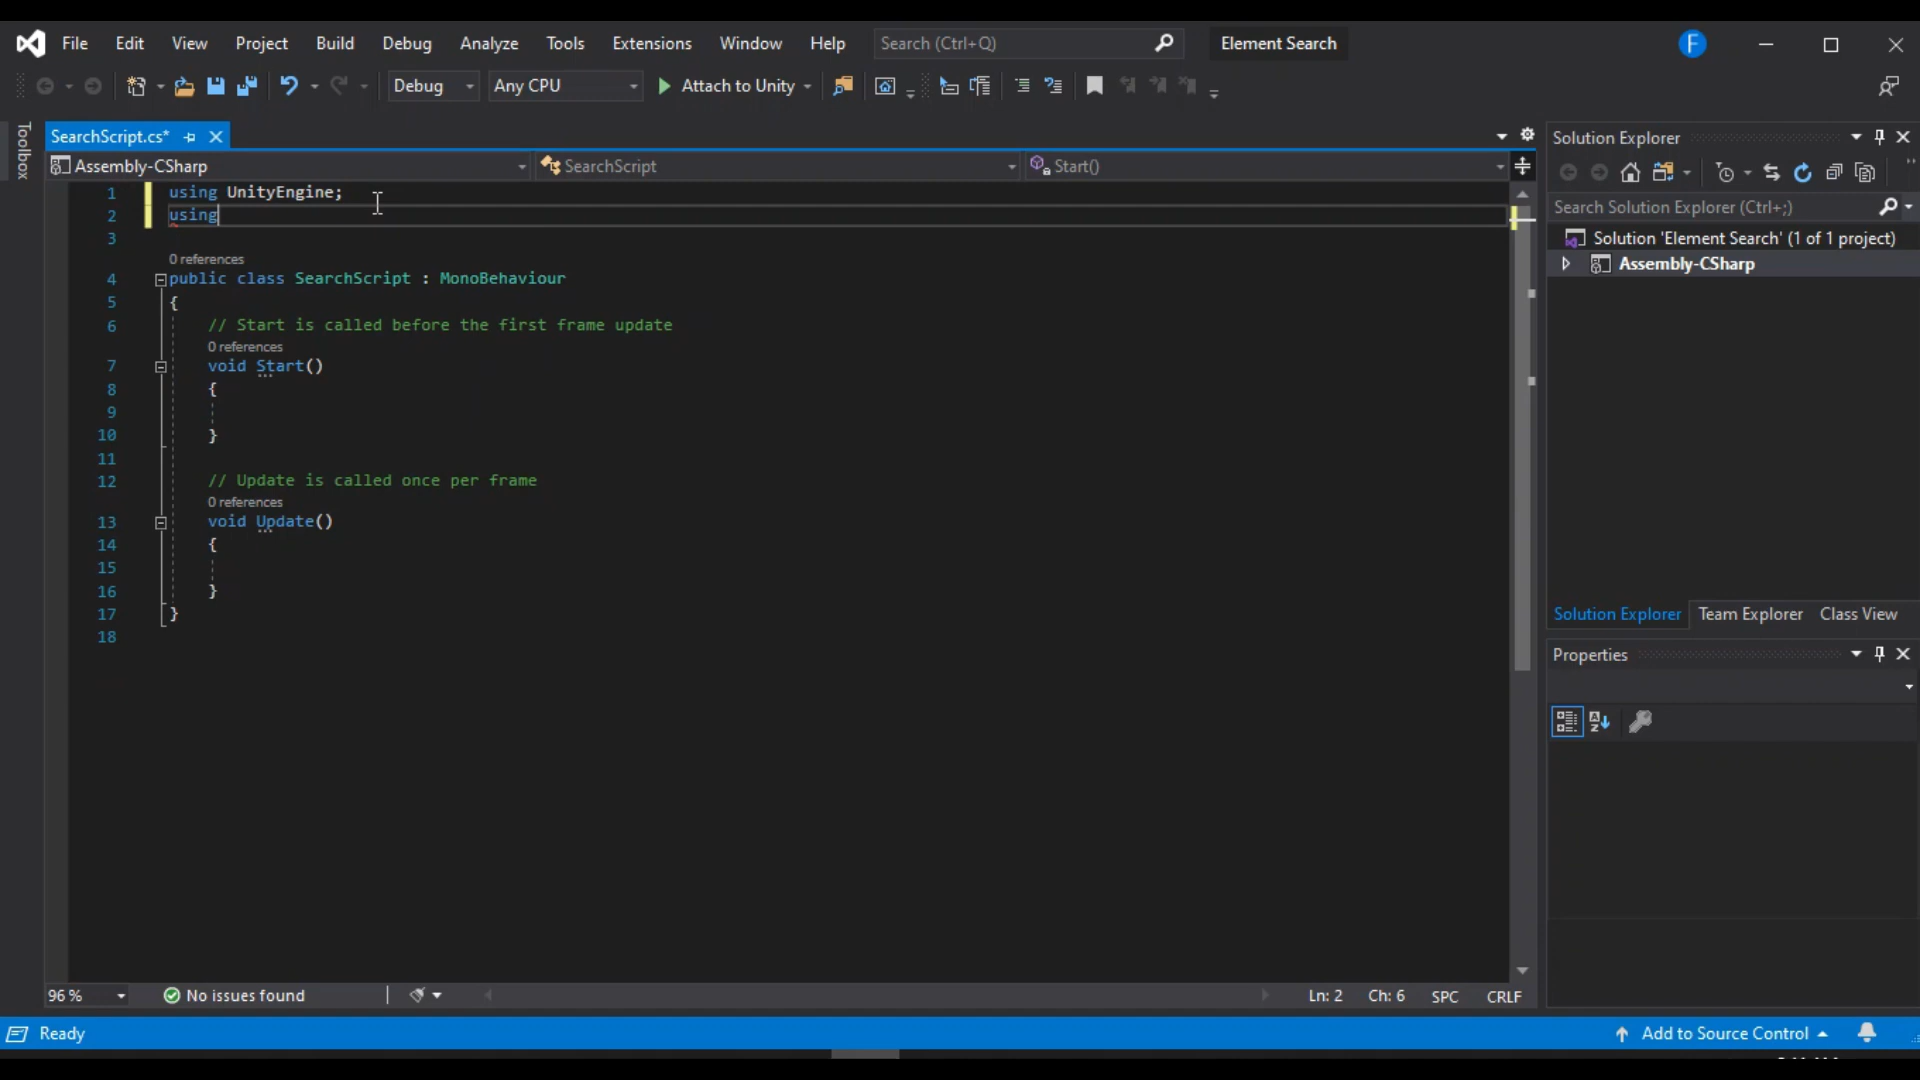 File Edit View Project Build Debug Analyze Tools Extensions Window Help Search (Ctrl+Q) Element Search F
Debug Any CPU Attach to Unity
Toolbox
SearchScript.cs*
Assembly-CSharp SearchScript Start()
1 using UnityEngine;
2 using
3
0 references
4 public class SearchScript : MonoBehaviour
5 {
6 // Start is called before the first frame update
0 references
7 void Start()
8 {
9
10 }
11
12 // Update is called once per frame
0 references
13 void Update()
14 {
15
16 }
17 }
18
96 % No issues found Ln: 2 Ch: 6 SPC CRLF
Solution Explorer
Search Solution Explorer (Ctrl+;)
Solution 'Element Search' (1 of 1 project)
Assembly-CSharp
Solution Explorer Team Explorer Class View
Properties
Ready Add to Source Control